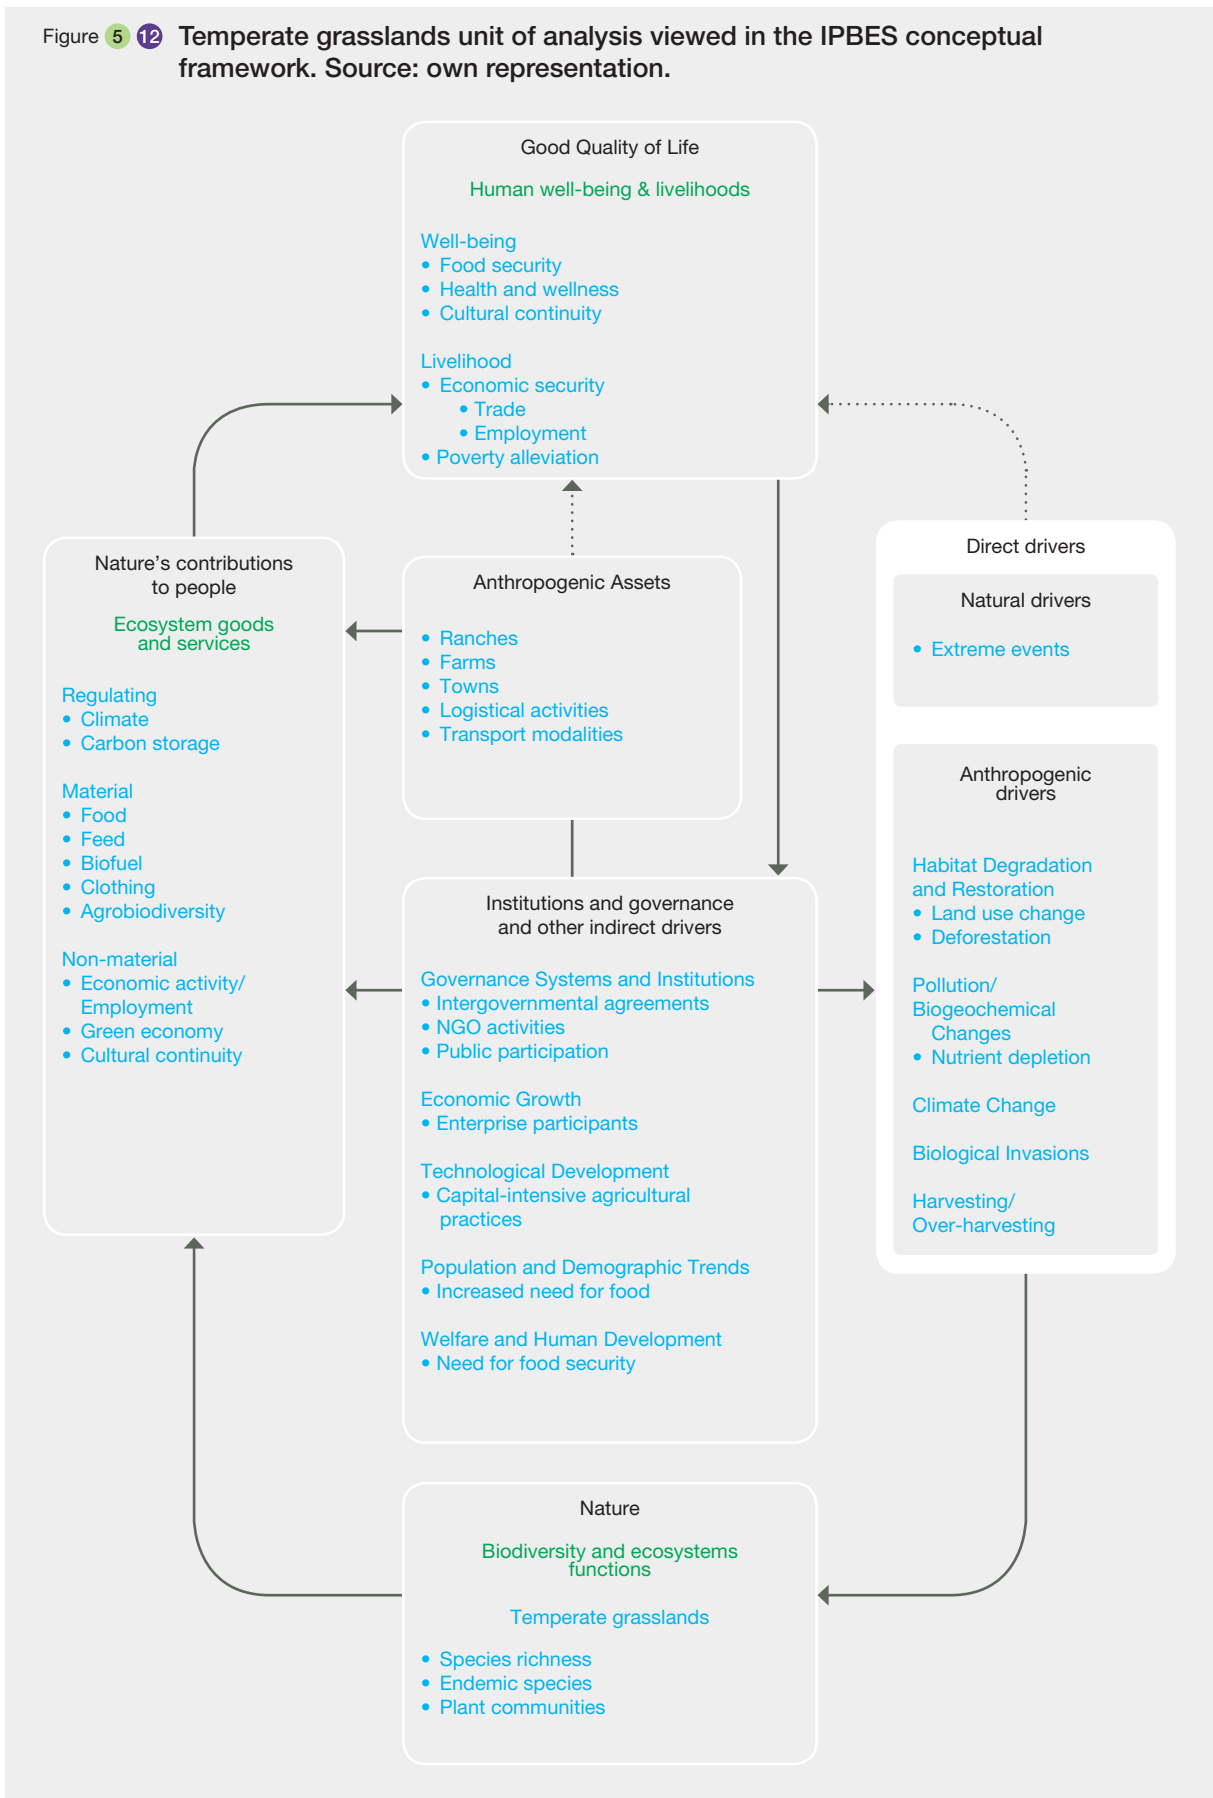 Figure 5 12 Temperate grasslands unit of analysis viewed in the IPBES conceptual
framework. Source: own representation.
Good Quality of Life
Human well-being & livelihoods
Well-being
• Food security
• Health and wellness
• Cultural continuity
Livelihood
• Economic security
• Trade
• Employment
• Poverty alleviation
Nature's contributions
to people
Ecosystem goods
and services
Regulating
• Climate
• Carbon storage
Material
• Food
• Feed
• Biofuel
• Clothing
• Agrobiodiversity
Non-material
• Economic activity/
Employment
• Green economy
• Cultural continuity
Anthropogenic Assets
• Ranches
• Farms
• Towns
• Logistical activities
• Transport modalities
Direct drivers
Natural drivers
• Extreme events
Anthropogenic
drivers
Habitat Degradation
and Restoration
• Land use change
• Deforestation
Pollution/
Biogeochemical
Changes
• Nutrient depletion
Climate Change
Biological Invasions
Harvesting/
Over-harvesting
Institutions and governance
and other indirect drivers
Governance Systems and Institutions
• Intergovernmental agreements
• NGO activities
• Public participation
Economic Growth
• Enterprise participants
Technological Development
• Capital-intensive agricultural
practices
Population and Demographic Trends
• Increased need for food
Welfare and Human Development
• Need for food security
Nature
Biodiversity and ecosystems
functions
Temperate grasslands
• Species richness
• Endemic species
• Plant communities